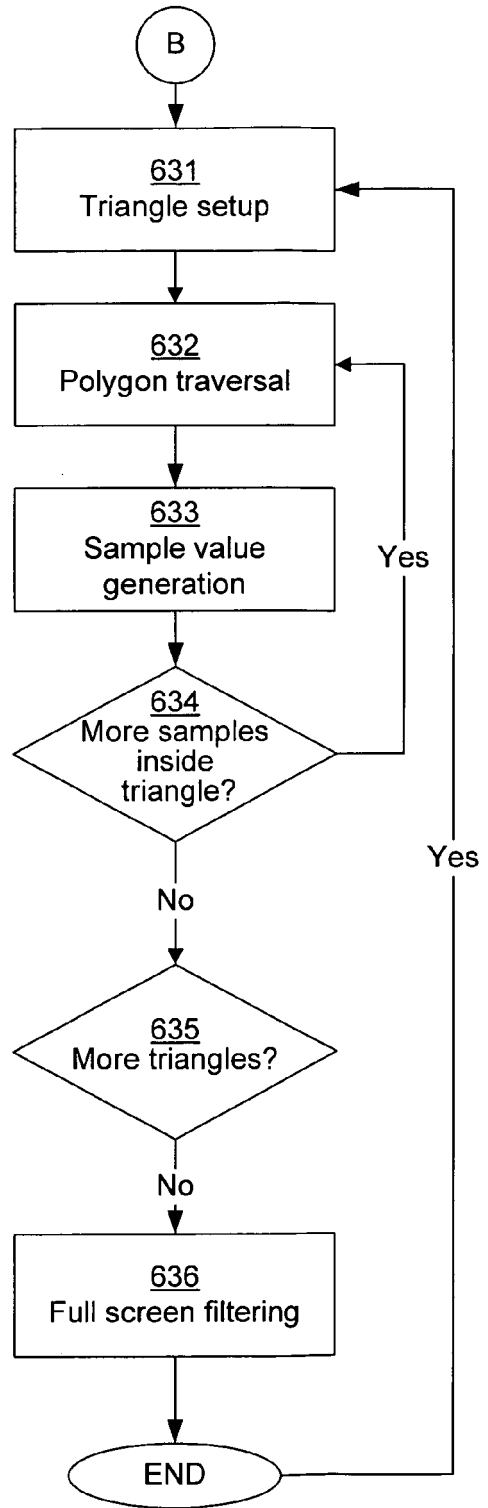 B
631
Triangle setup
632
Polygon traversal
633
Sample value
generation
Yes
634
More samples
inside
triangle?
Yes
No
635
More triangles?
No
636
Full screen filtering
END